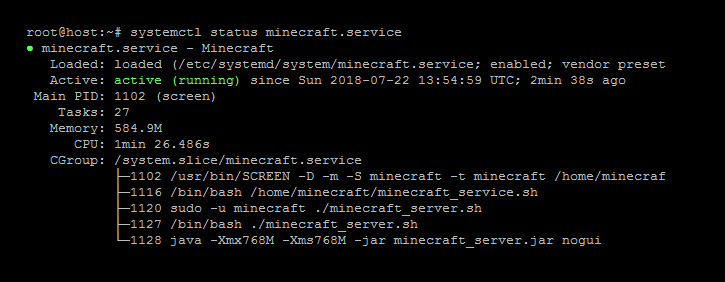 root@host:~# systemctl status minecraft.service
● minecraft.service - Minecraft
   Loaded: loaded (/etc/systemd/system/minecraft.service; enabled; vendor preset
   Active: active (running) since Sun 2018-07-22 13:54:59 UTC; 2min 38s ago
 Main PID: 1102 (screen)
    Tasks: 27
   Memory: 584.9M
      CPU: 1min 26.486s
   CGroup: /system.slice/minecraft.service
           ├─1102 /usr/bin/SCREEN -D -m -S minecraft -t minecraft /home/minecraf
           ├─1116 /bin/bash /home/minecraft/minecraft_service.sh
           ├─1120 sudo -u minecraft ./minecraft_server.sh
           ├─1127 /bin/bash ./minecraft_server.sh
           └─1128 java -Xmx768M -Xms768M -jar minecraft_server.jar nogui